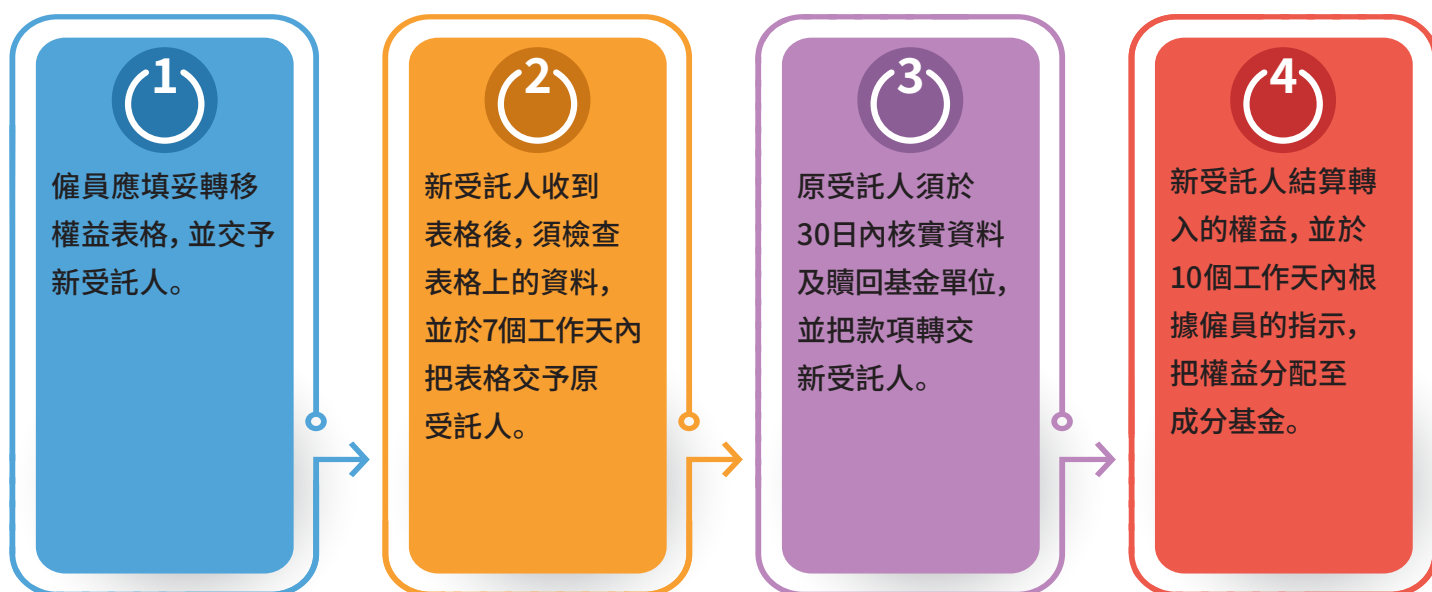 1
僱員應填妥轉移
權益表格，並交予
新受託人。
2
新受託人收到
表格後，須檢查
表格上的資料，
並於7個工作天內
把表格交予原
受託人。
3
原受託人須於
30日內核實資料
及贖回基金單位，
並把款項轉交
新受託人。
4
新受託人結算轉
入的權益，並於
10個工作天內根
據僱員的指示，
把權益分配至
成分基金。